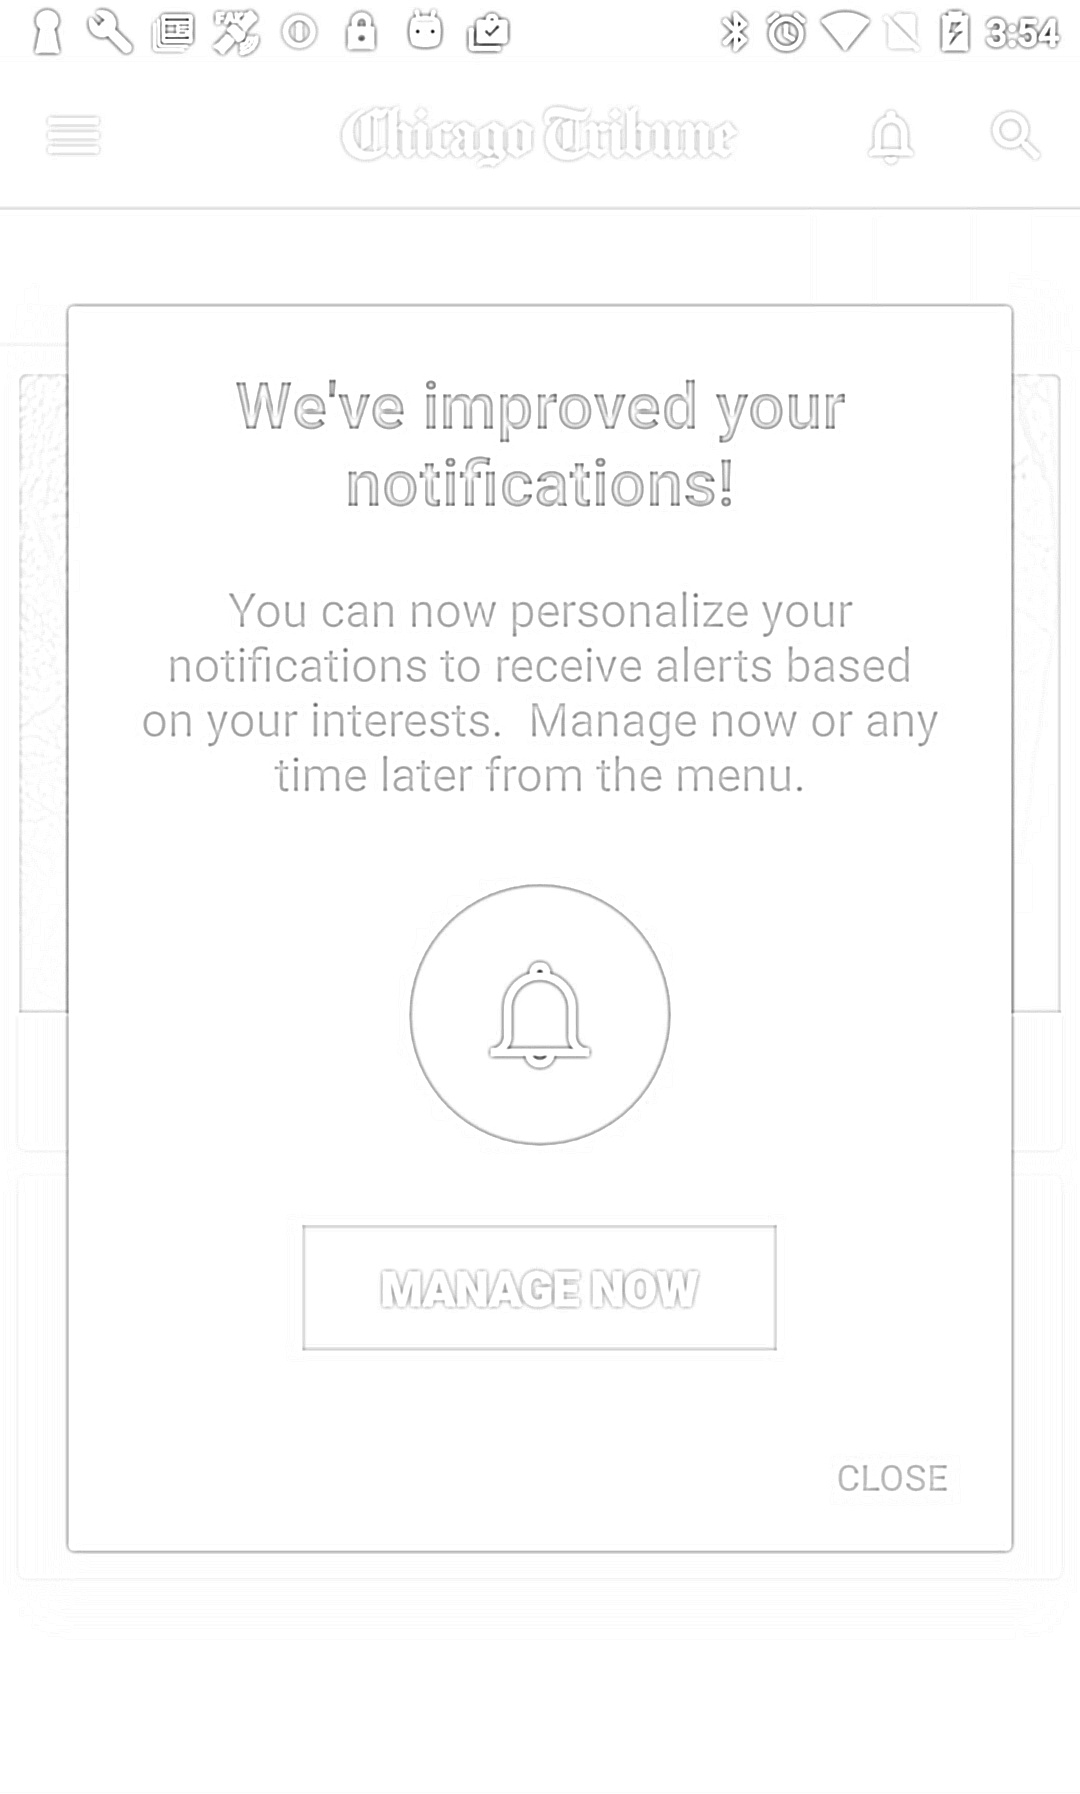 FAV 3:54
Chicago Tribune
We've improved your
notifications!
You can now personalize your
notifications to receive alerts based
on your interests.  Manage now or any
time later from the menu.
MANAGE NOW
CLOSE